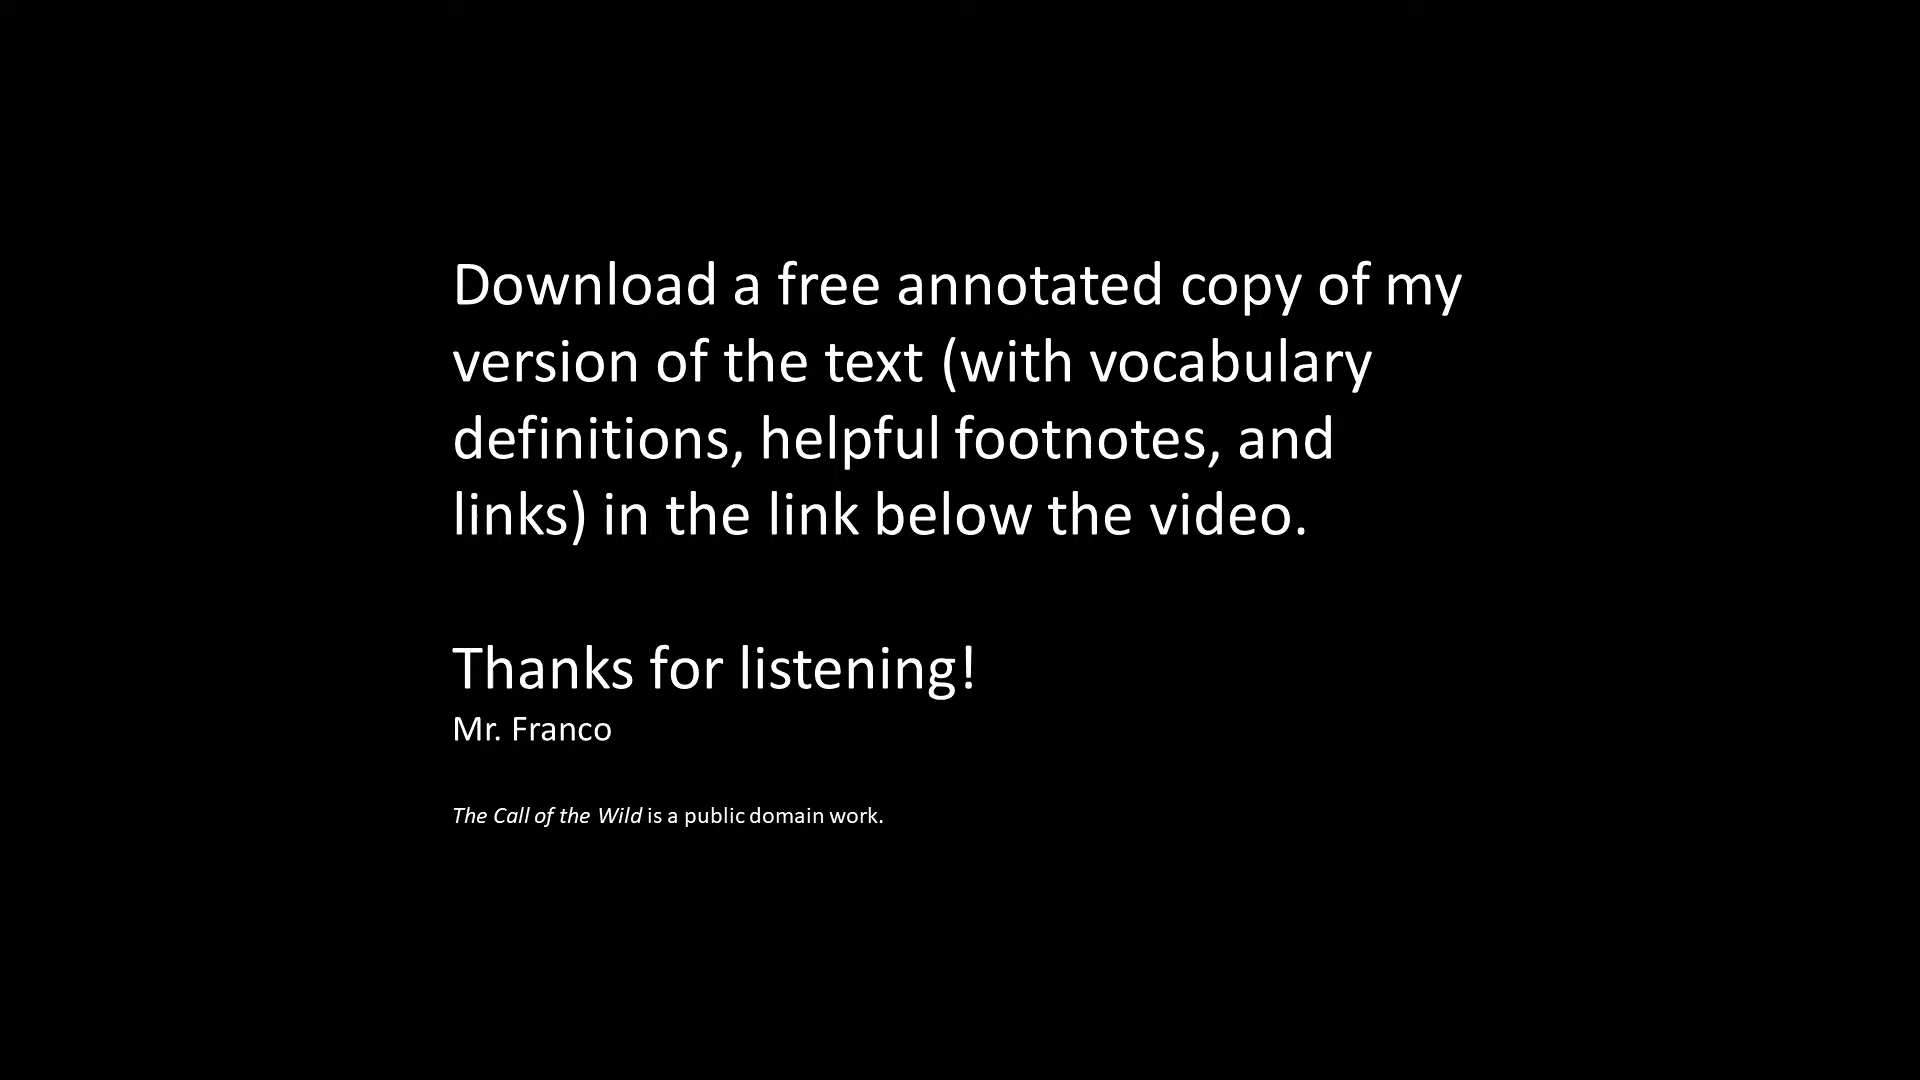 Download a free annotated copy of my
version of the text (with vocabulary
definitions, helpful footnotes, and
links) in the link below the video.
Thanks for listening!
Mr. Franco
The Call of the Wild is a public domain work.